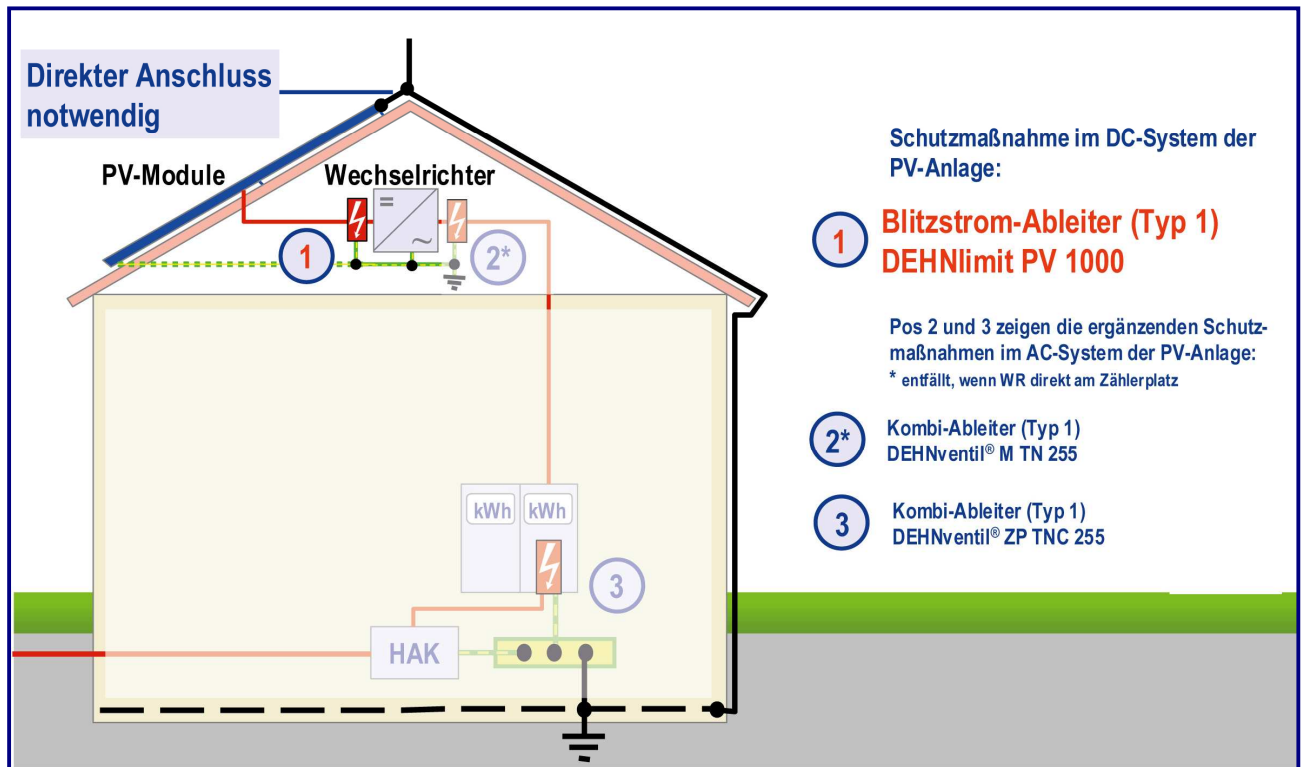 Direkter Anschluss
notwendig
PV-Module
Wechselrichter
=
~
1
2*
kWh
kWh
3
HAK
Schutzmaßnahme im DC-System der
PV-Anlage:
1
Blitzstrom-Ableiter (Typ 1)
DEHNlimit PV 1000
Pos 2 und 3 zeigen die ergänzenden Schutz-
maßnahmen im AC-System der PV-Anlage:
* entfällt, wenn WR direkt am Zählerplatz
2*
Kombi-Ableiter (Typ 1)
DEHNventil® M TN 255
3
Kombi-Ableiter (Typ 1)
DEHNventil® ZP TNC 255